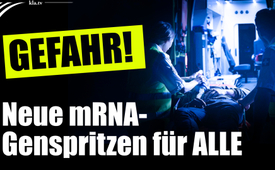 kla.tv
GEFAHR!
Neue mRNA-
Genspritzen für ALLE